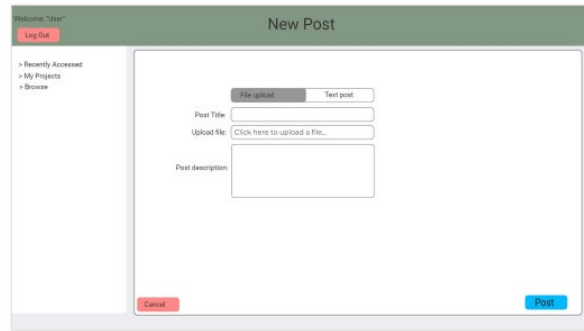 Welcome, "User"
New Post
Log Out
> Recently Accessed
> My Projects
> Browse
File upload
Text post
Post Title:
Upload file:
Click here to upload a file...
Post description:
Cancel
Post